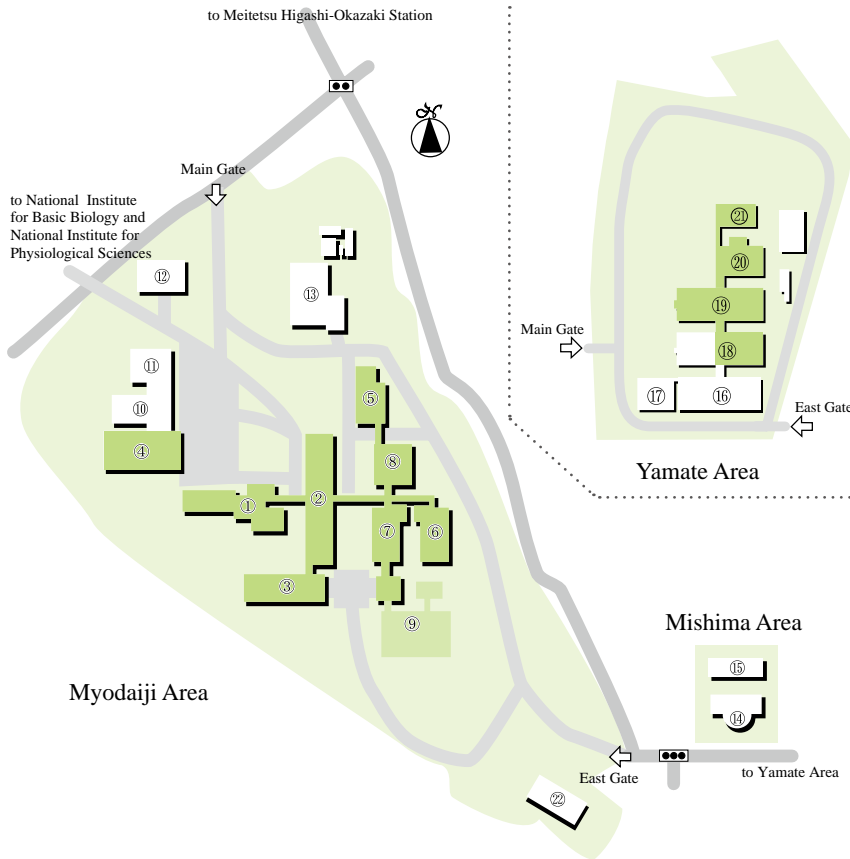 to Meitetsu Higashi-Okazaki Station
N
Main Gate
to National Institute
for Basic Biology and
National Institute for
Physiological Sciences
⑫
⑬
⑪
⑩
④
⑤
⑧
①
②
⑦
⑥
③
⑨
Myodaiji Area
㉑
⑳
⑲
Main Gate
⑱
⑰
⑯
East Gate
Yamate Area
Mishima Area
⑮
⑭
East Gate
to Yamate Area
㉒